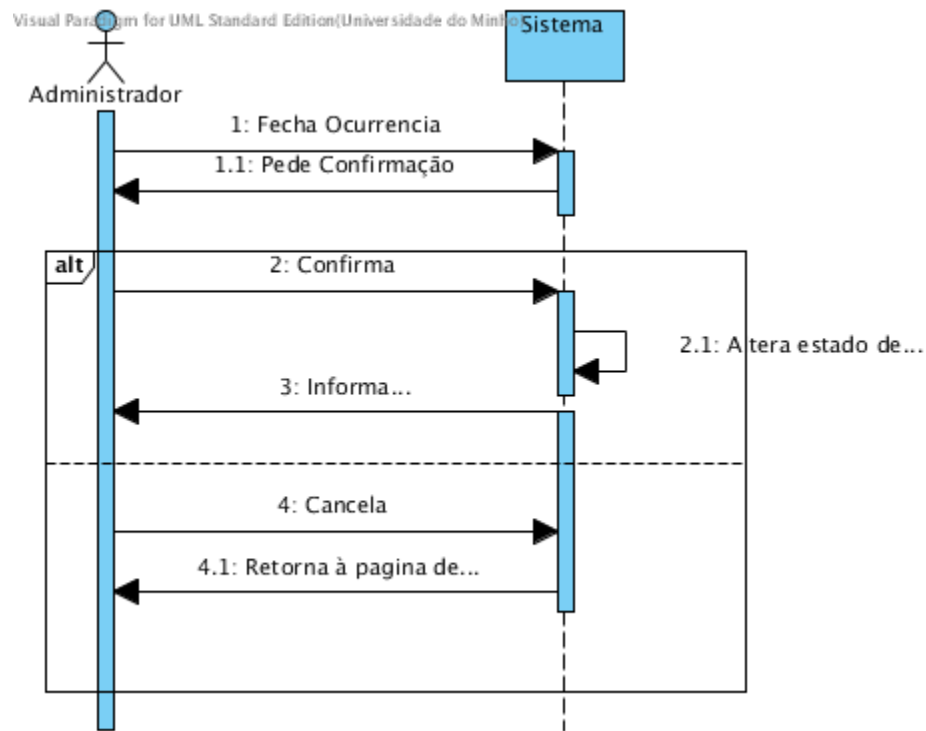 Visual Paradigm for UML Standard Edition(Universidade do Minho)
Sistema
Administrador
1: Fecha Ocurrencia
1.1: Pede Confirmação
alt
2: Confirma
2.1: Altera estado de...
3: Informa...
4: Cancela
4.1: Retorna à pagina de...